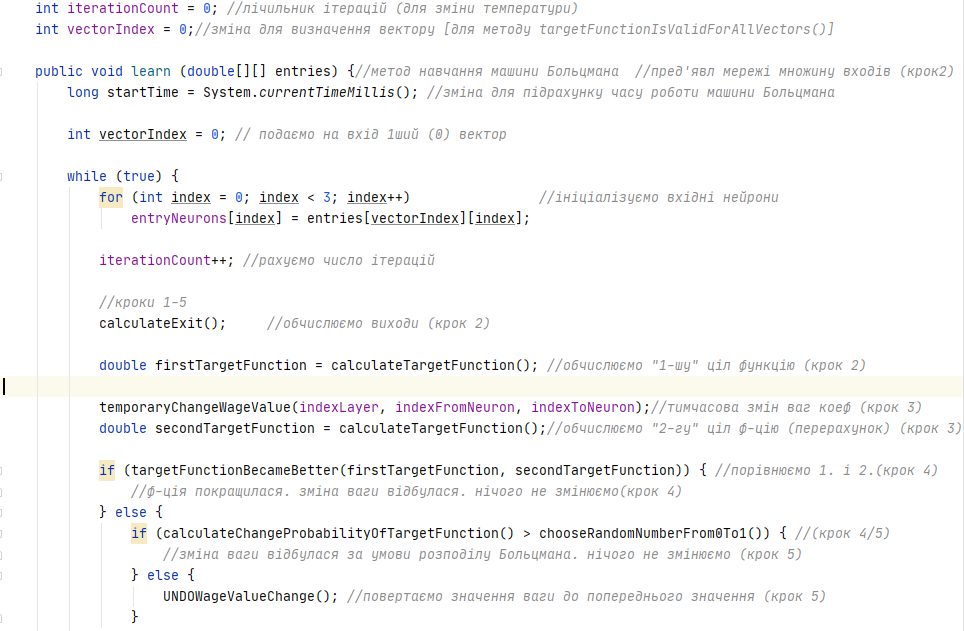 int iterationCount = 0; //лічильник ітерацій (для зміни температури)
int vectorIndex = 0;//зміна для визначення вектору [для методу targetFunctionIsValidForAllVectors()]
public void learn (double[][] entries) {//метод навчання машини Больцмана  //пред'явл мережі множину входів (крок2)
long startTime = System.currentTimeMillis(); //зміна для підрахунку часу роботи машини Больцмана
int vectorIndex = 0; // подаємо на вхід 1ший (0) вектор
while (true) {
for (int index = 0; index < 3; index++)                //ініціалізуємо вхідні нейрони
entryNeurons[index] = entries[vectorIndex][index];
iterationCount++; //рахуємо число ітерацій
//кроки 1-5
calculateExit();     //обчислюємо виходи (крок 2)
double firstTargetFunction = calculateTargetFunction(); //обчислюємо "1-шу" ціл функцію (крок 2)
temporaryChangeWageValue(indexLayer, indexFromNeuron, indexToNeuron);//тимчасова змін ваг коеф (крок 3)
double secondTargetFunction = calculateTargetFunction();//обчислюємо "2-гу" ціл ф-цію (перерахунок) (крок 3)
if (targetFunctionBecameBetter(firstTargetFunction, secondTargetFunction)) { //порівнюємо 1. і 2.(крок 4)
//ф-ція покращилася. зміна ваги відбулася. нічого не змінюємо(крок 4)
} else {
if (calculateChangeProbabilityOfTargetFunction() > chooseRandomNumberFrom0To1()) { //(крок 4/5)
//зміна ваги відбулася за умови розподілу Больцмана. нічого не змінюємо (крок 5)
} else {
UNDOWageValueChange(); //повертаємо значення ваги до попереднього значення (крок 5)
}